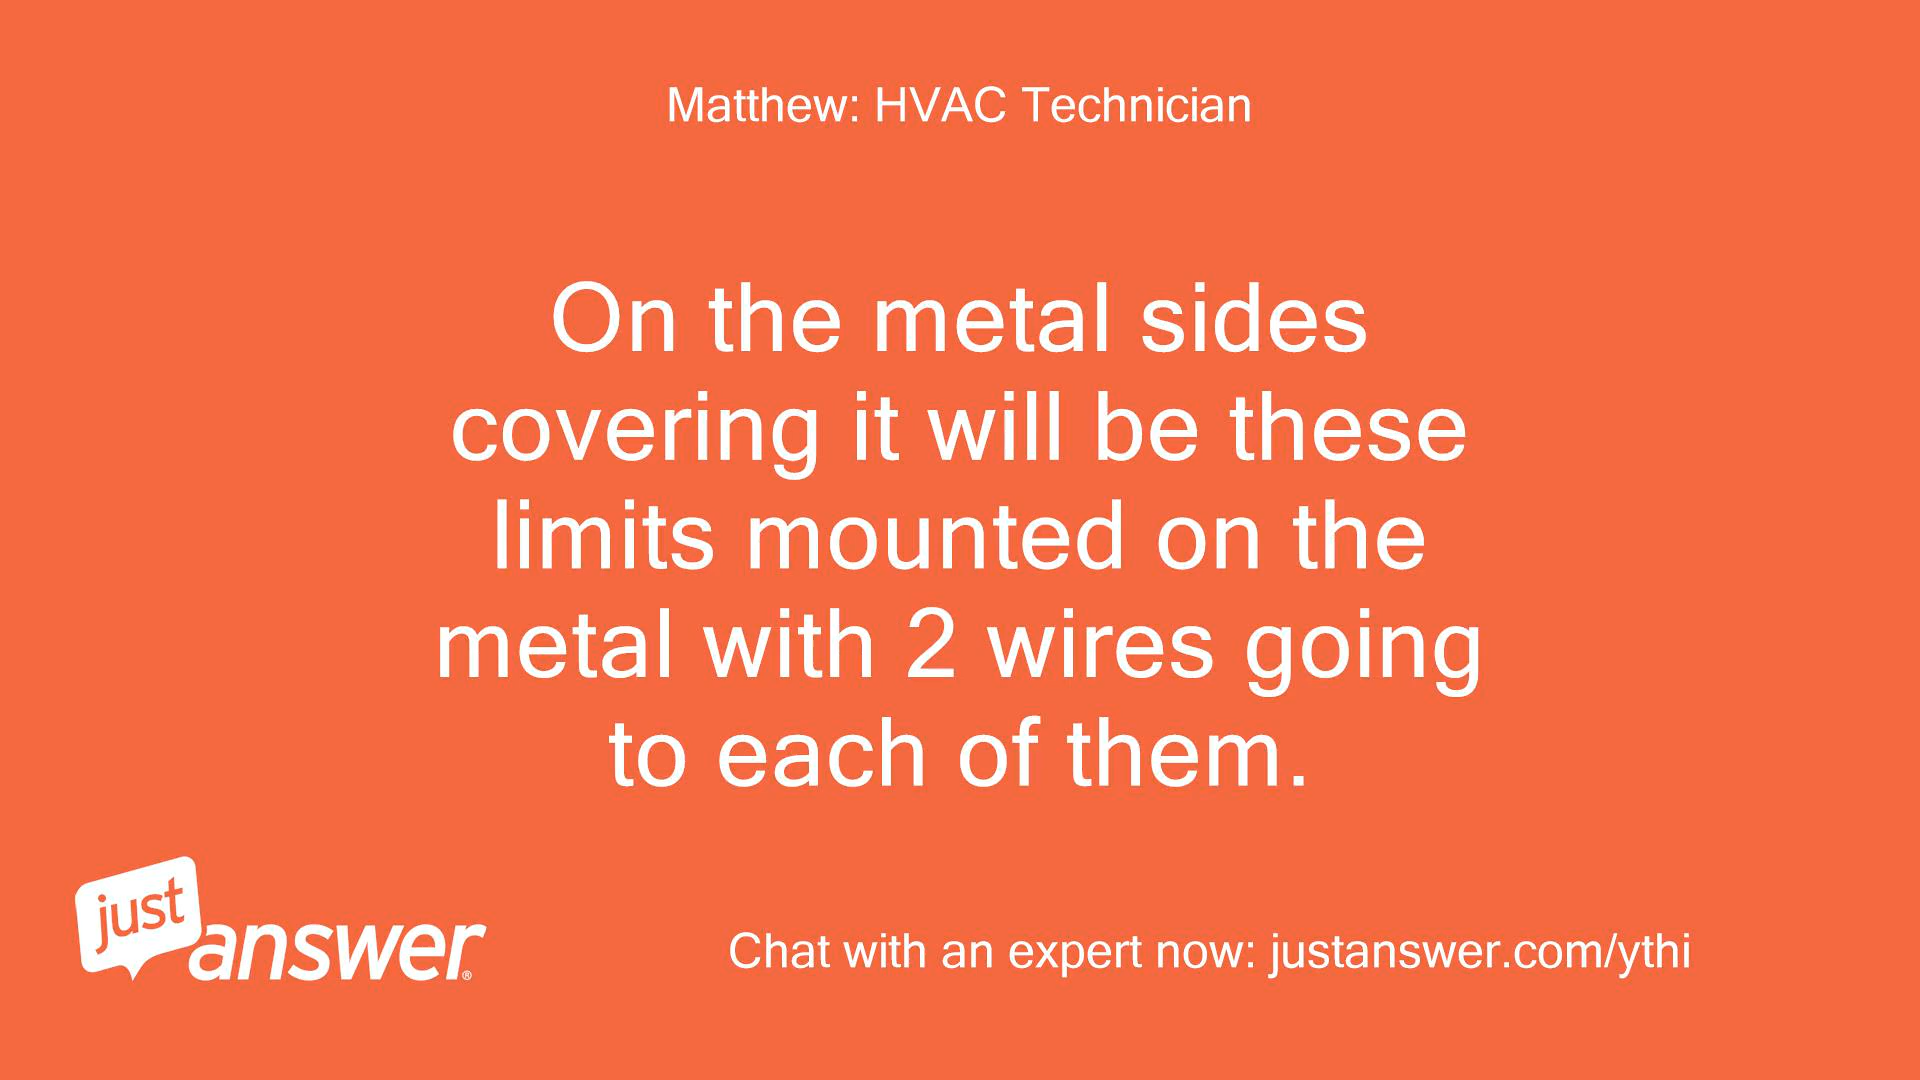 Matthew: HVAC Technician
On the metal sides
covering it will be these
limits mounted on the
metal with 2 wires going
to each of them.
just
answer®
Chat with an expert now: justanswer.com/ythi